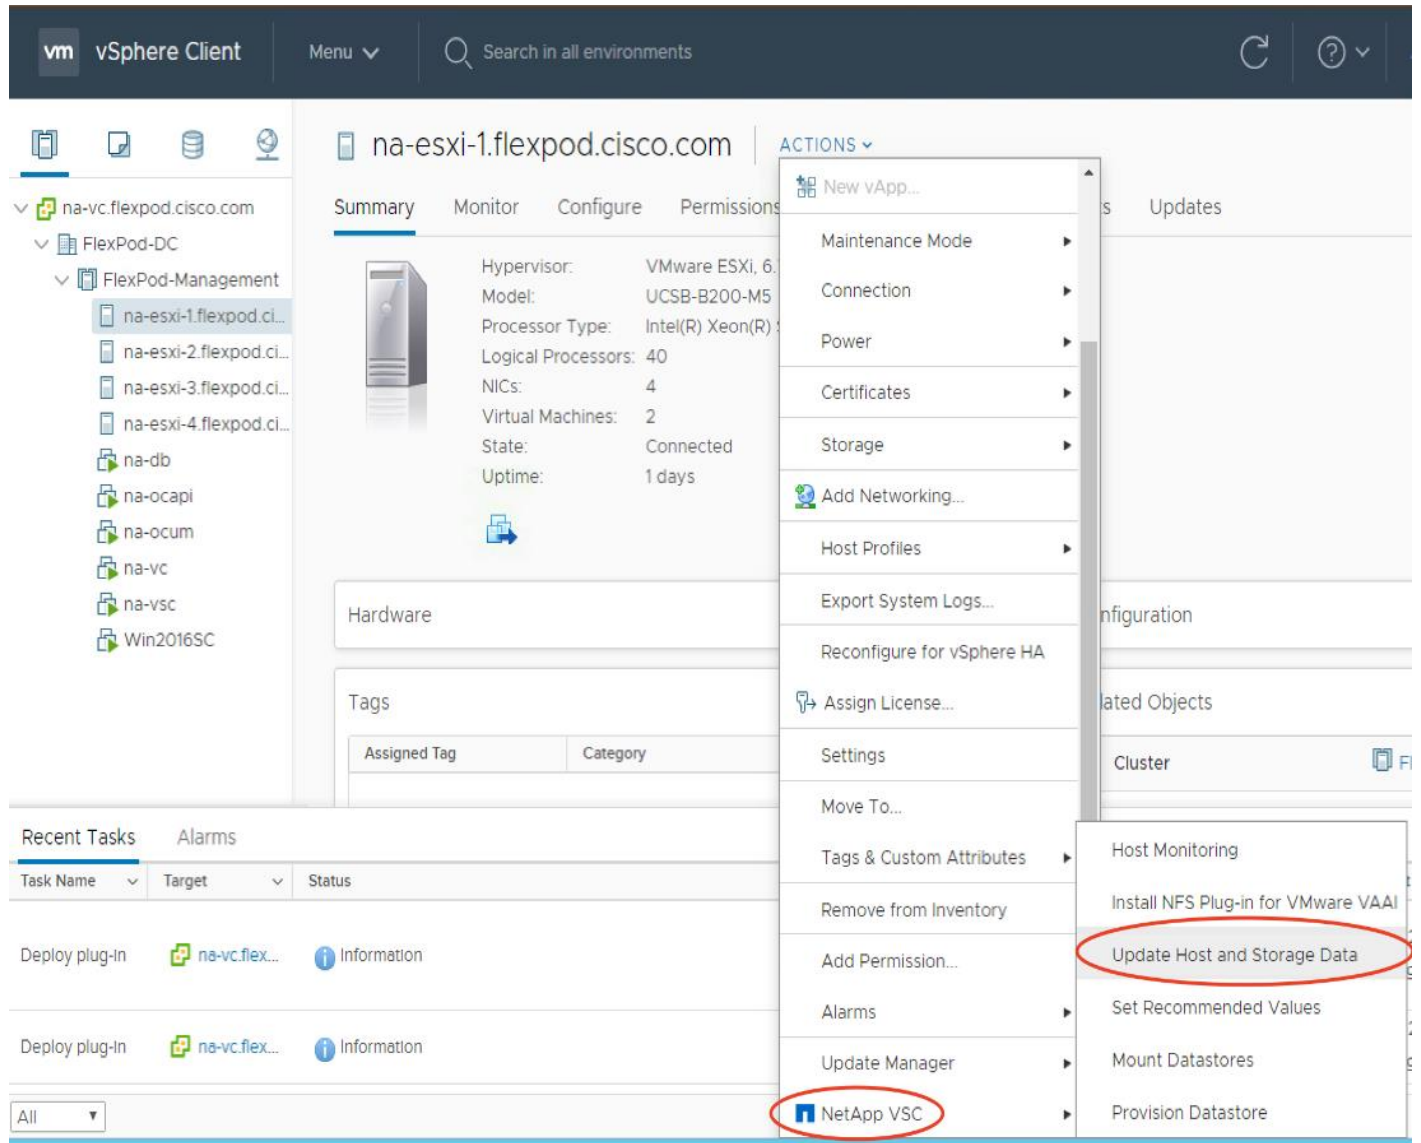 vm vSphere Client Menu Search in all environments
na-esxi-1.flexpod.cisco.com ACTIONS
na-vc.flexpod.cisco.com
FlexPod-DC
FlexPod-Management
na-esxi-1.flexpod.ci...
na-esxi-2.flexpod.ci...
na-esxi-3.flexpod.ci...
na-esxi-4.flexpod.ci...
na-db
na-ocapi
na-ocum
na-vc
na-vsc
Win2016SC
Summary Monitor Configure Permissions Updates
Hypervisor: VMware ESXi, 6.
Model: UCSB-B200-M5
Processor Type: Intel(R) Xeon(R)
Logical Processors: 40
NICs: 4
Virtual Machines: 2
State: Connected
Uptime: 1 days
Hardware
nfiguration
Tags
lated Objects
Assigned Tag Category
Cluster
New vApp...
Maintenance Mode
Connection
Power
Certificates
Storage
Add Networking...
Host Profiles
Export System Logs...
Reconfigure for vSphere HA
Assign License...
Settings
Move To...
Tags & Custom Attributes
Remove from Inventory
Add Permission...
Alarms
Update Manager
NetApp VSC
Host Monitoring
Install NFS Plug-in for VMware VAAI
Update Host and Storage Data
Set Recommended Values
Mount Datastores
Provision Datastore
Recent Tasks Alarms
Task Name Target Status
Deploy plug-in na-vc.flex... Information
Deploy plug-in na-vc.flex... Information
All